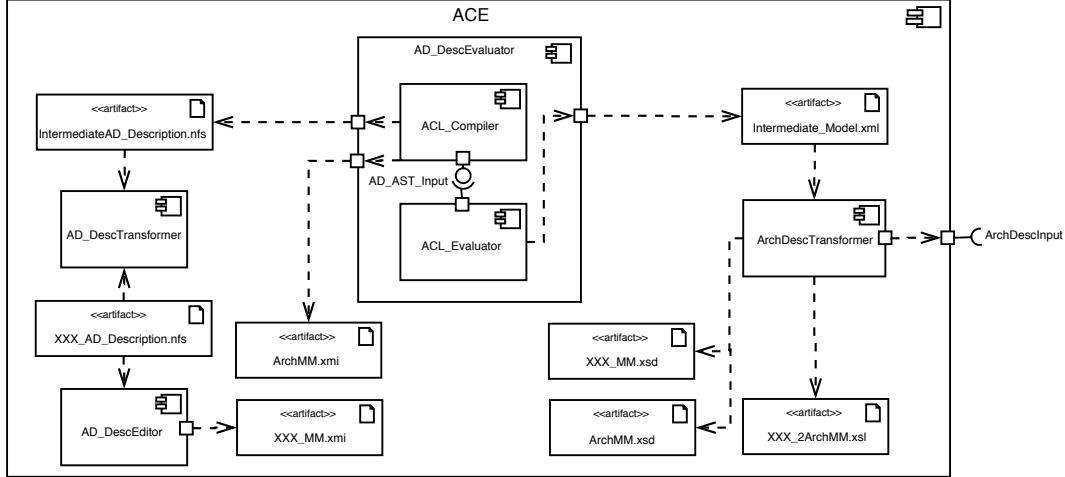 ACE
AD_DescEvaluator
<<artifact>>
IntermediateAD_Description.nfs
ACL_Compiler
<<artifact>>
Intermediate_Model.xml
AD_AST_Input
AD_DescTransformer
ACL_Evaluator
ArchDescTransformer
ArchDescInput
<<artifact>>
XXX_AD_Description.nfs
<<artifact>>
ArchMM.xmi
<<artifact>>
XXX_MM.xsd
AD_DescEditor
<<artifact>>
XXX_MM.xmi
<<artifact>>
ArchMM.xsd
<<artifact>>
XXX_2ArchMM.xsl